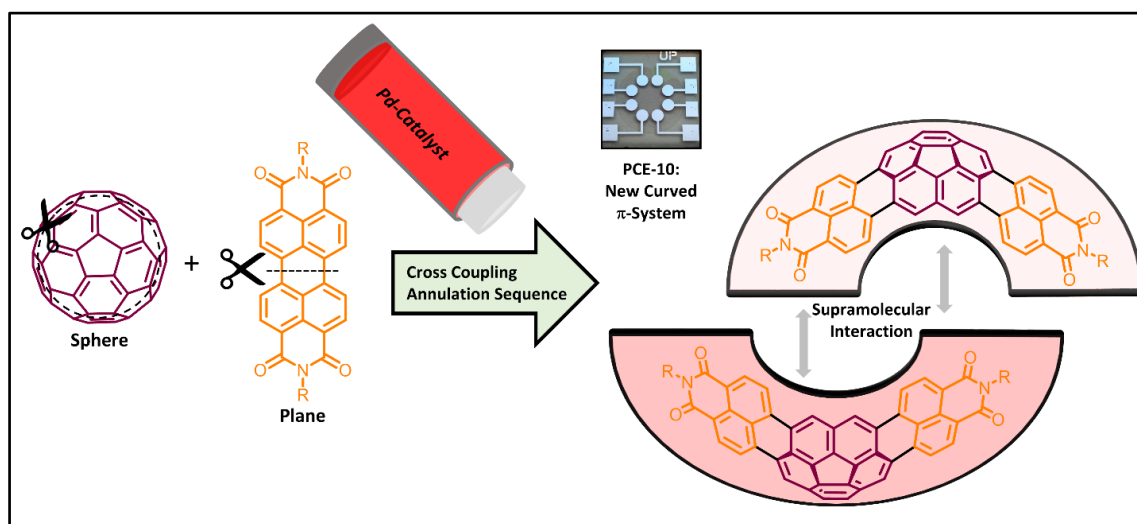 Sphere
+
R
N
O
O
O
O
N
R
Plane
Pd-Catalyst
Cross Coupling
Annulation Sequence
UP
PCE-10:
New Curved
π-System
O
R-N
O
O
N-R
O
Supramolecular
Interaction
O
R-N
O
O
N-R
O